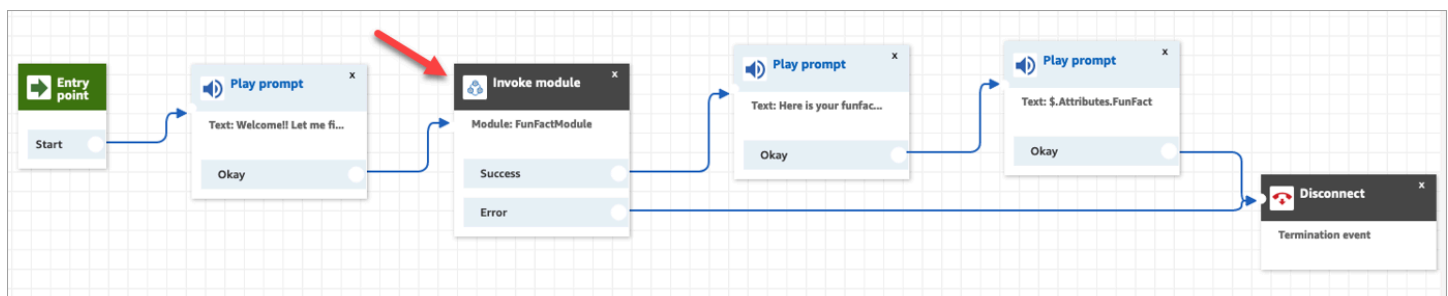 Entry
point
Start
Play prompt
x
Text: Welcome!! Let me fi...
Okay
Invoke module
x
Module: FunFactModule
Success
Error
Play prompt
x
Text: Here is your funfac...
Okay
Play prompt
x
Text: $.Attributes.FunFact
Okay
Disconnect
x
Termination event